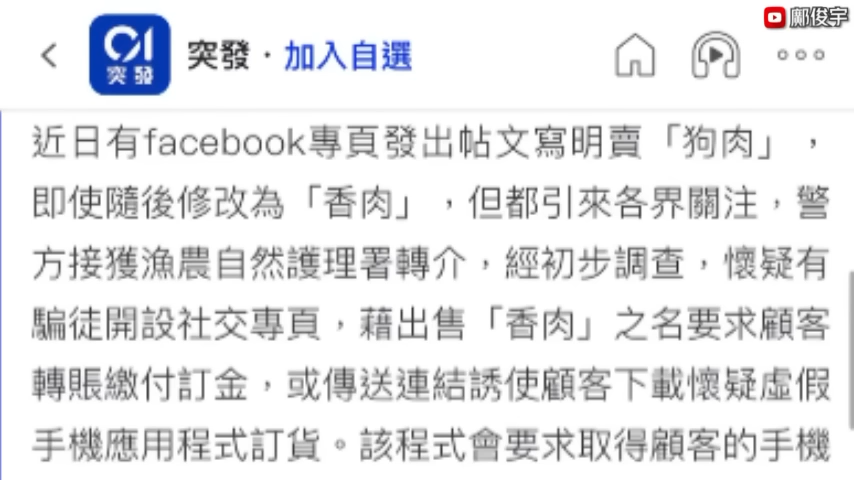 鄺俊宇
01
突發
突發・加入自選
近日有facebook專頁發出帖文寫明賣「狗肉」，
即使隨後修改為「香肉」，但都引來各界關注，警
方接獲漁農自然護理署轉介，經初步調查，懷疑有
騙徒開設社交專頁，藉出售「香肉」之名要求顧客
轉賬繳付訂金，或傳送連結誘使顧客下載懷疑虛假
手機應用程式訂貨。該程式會要求取得顧客的手機